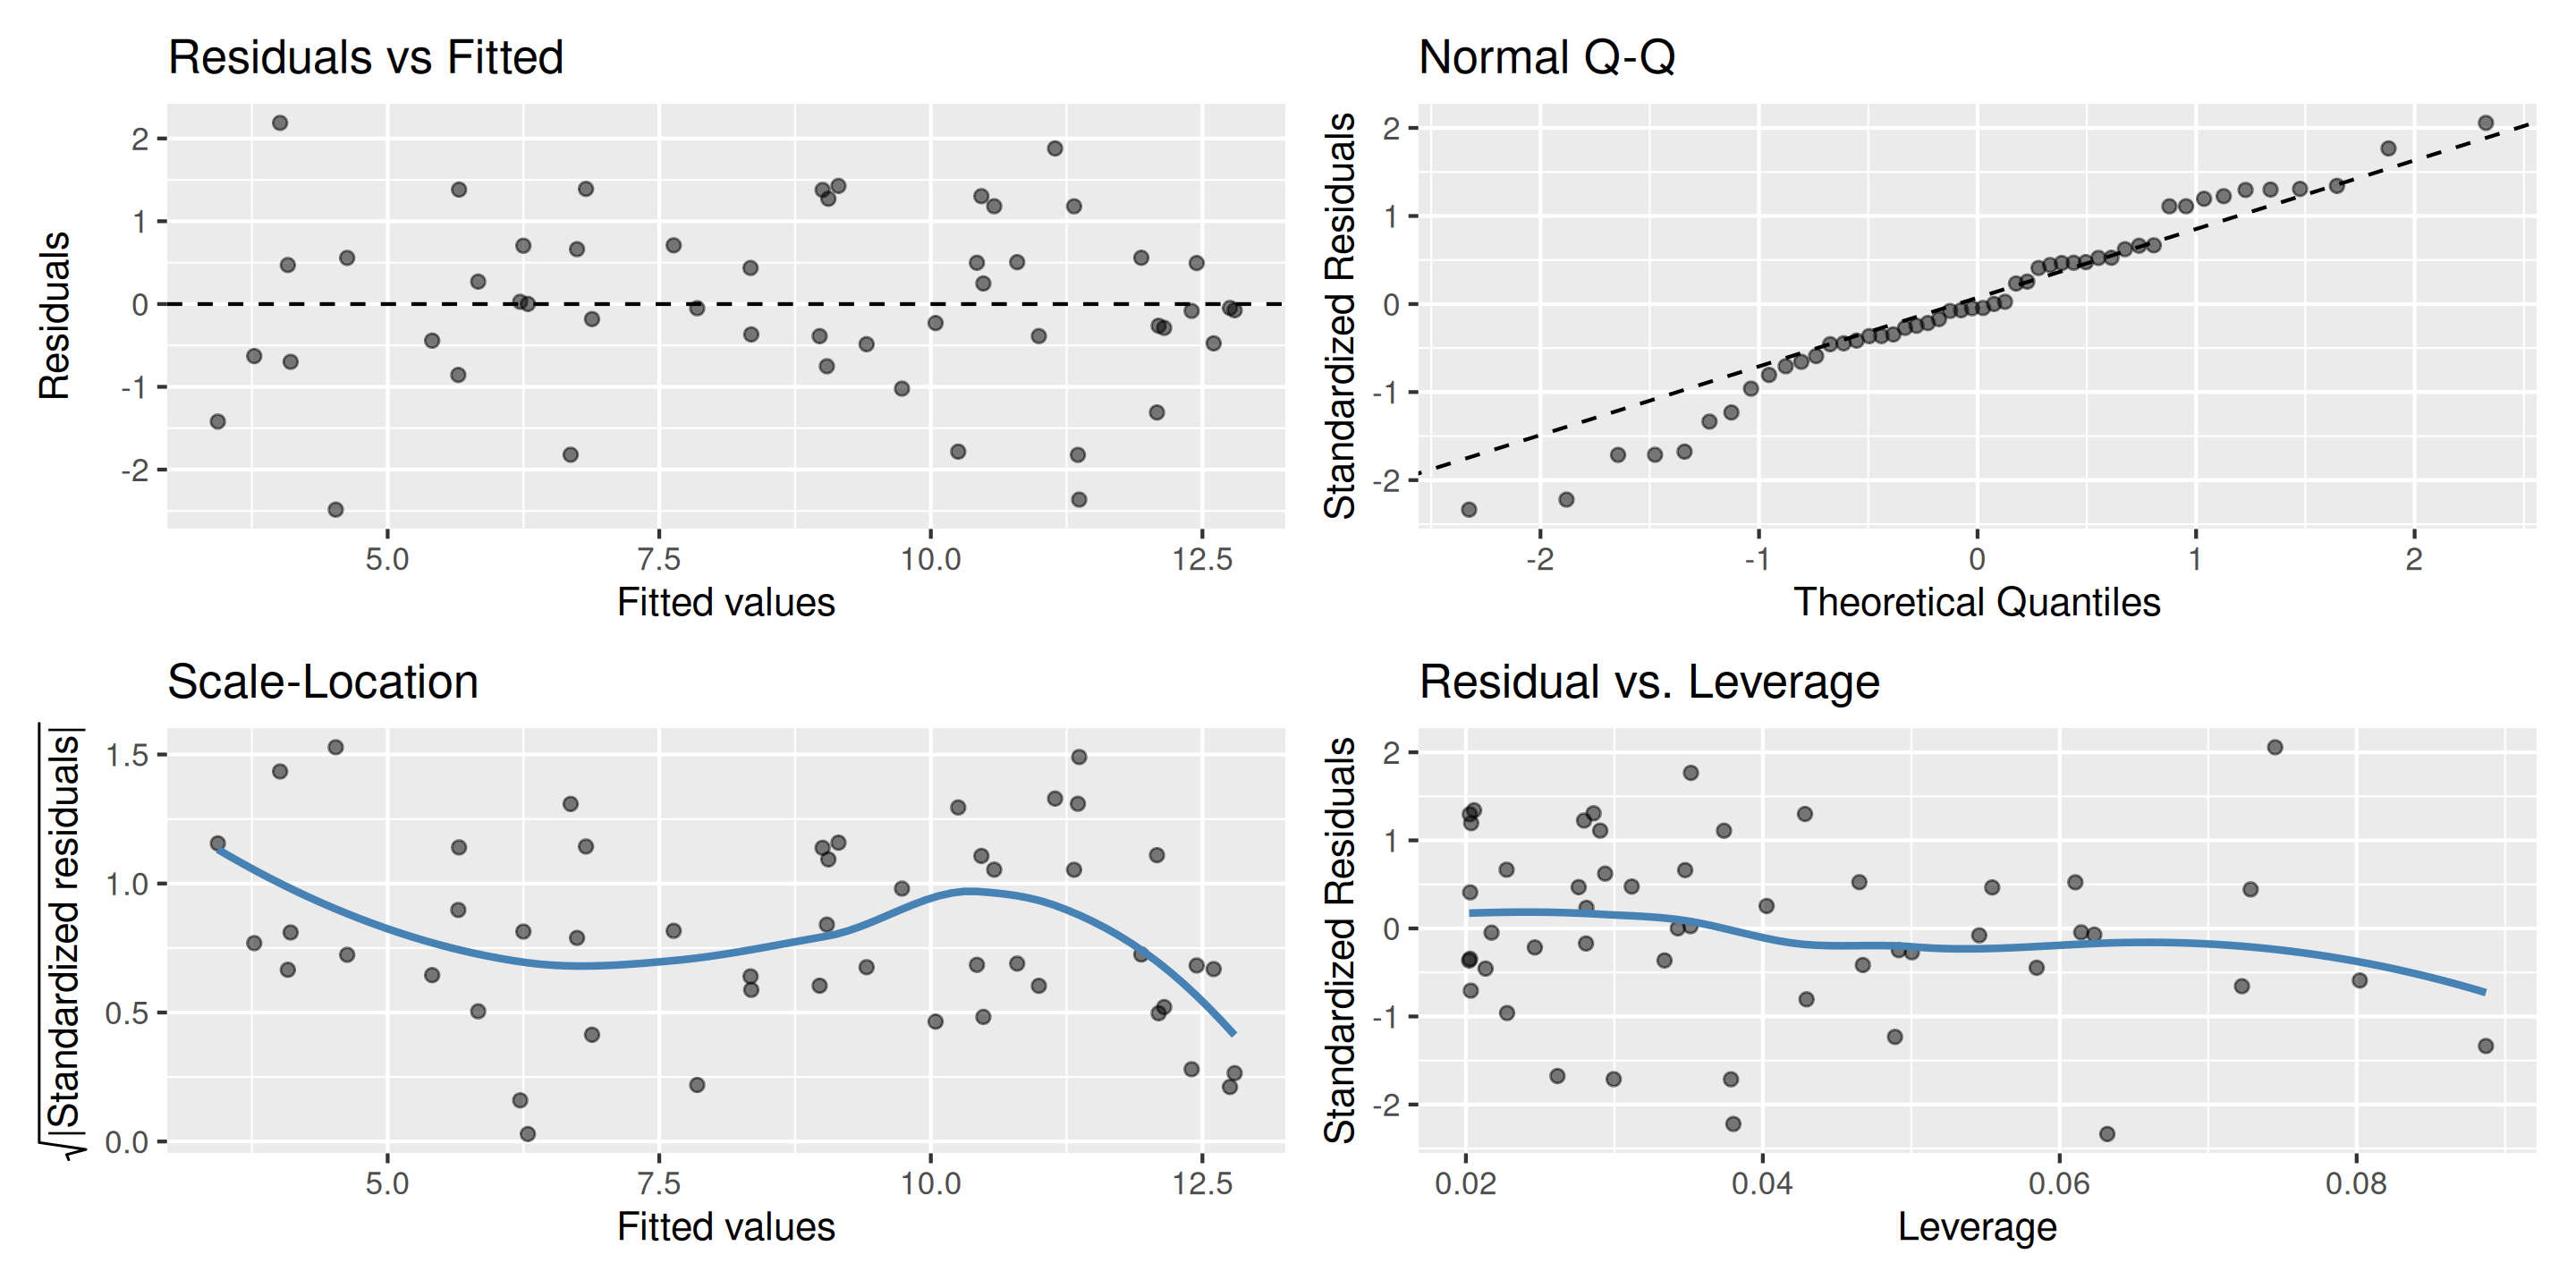 Residuals vs Fitted
Residuals
2
1
0
-1
-2
5.0 7.5 10.0 12.5
Fitted values
Normal Q-Q
Standardized Residuals
2
1
0
-1
-2
-2 -1 0 1 2
Theoretical Quantiles
Scale-Location
√|Standardized residuals|
1.5
1.0
0.5
0.0
5.0 7.5 10.0 12.5
Fitted values
Residual vs. Leverage
Standardized Residuals
2
1
0
-1
-2
0.02 0.04 0.06 0.08
Leverage